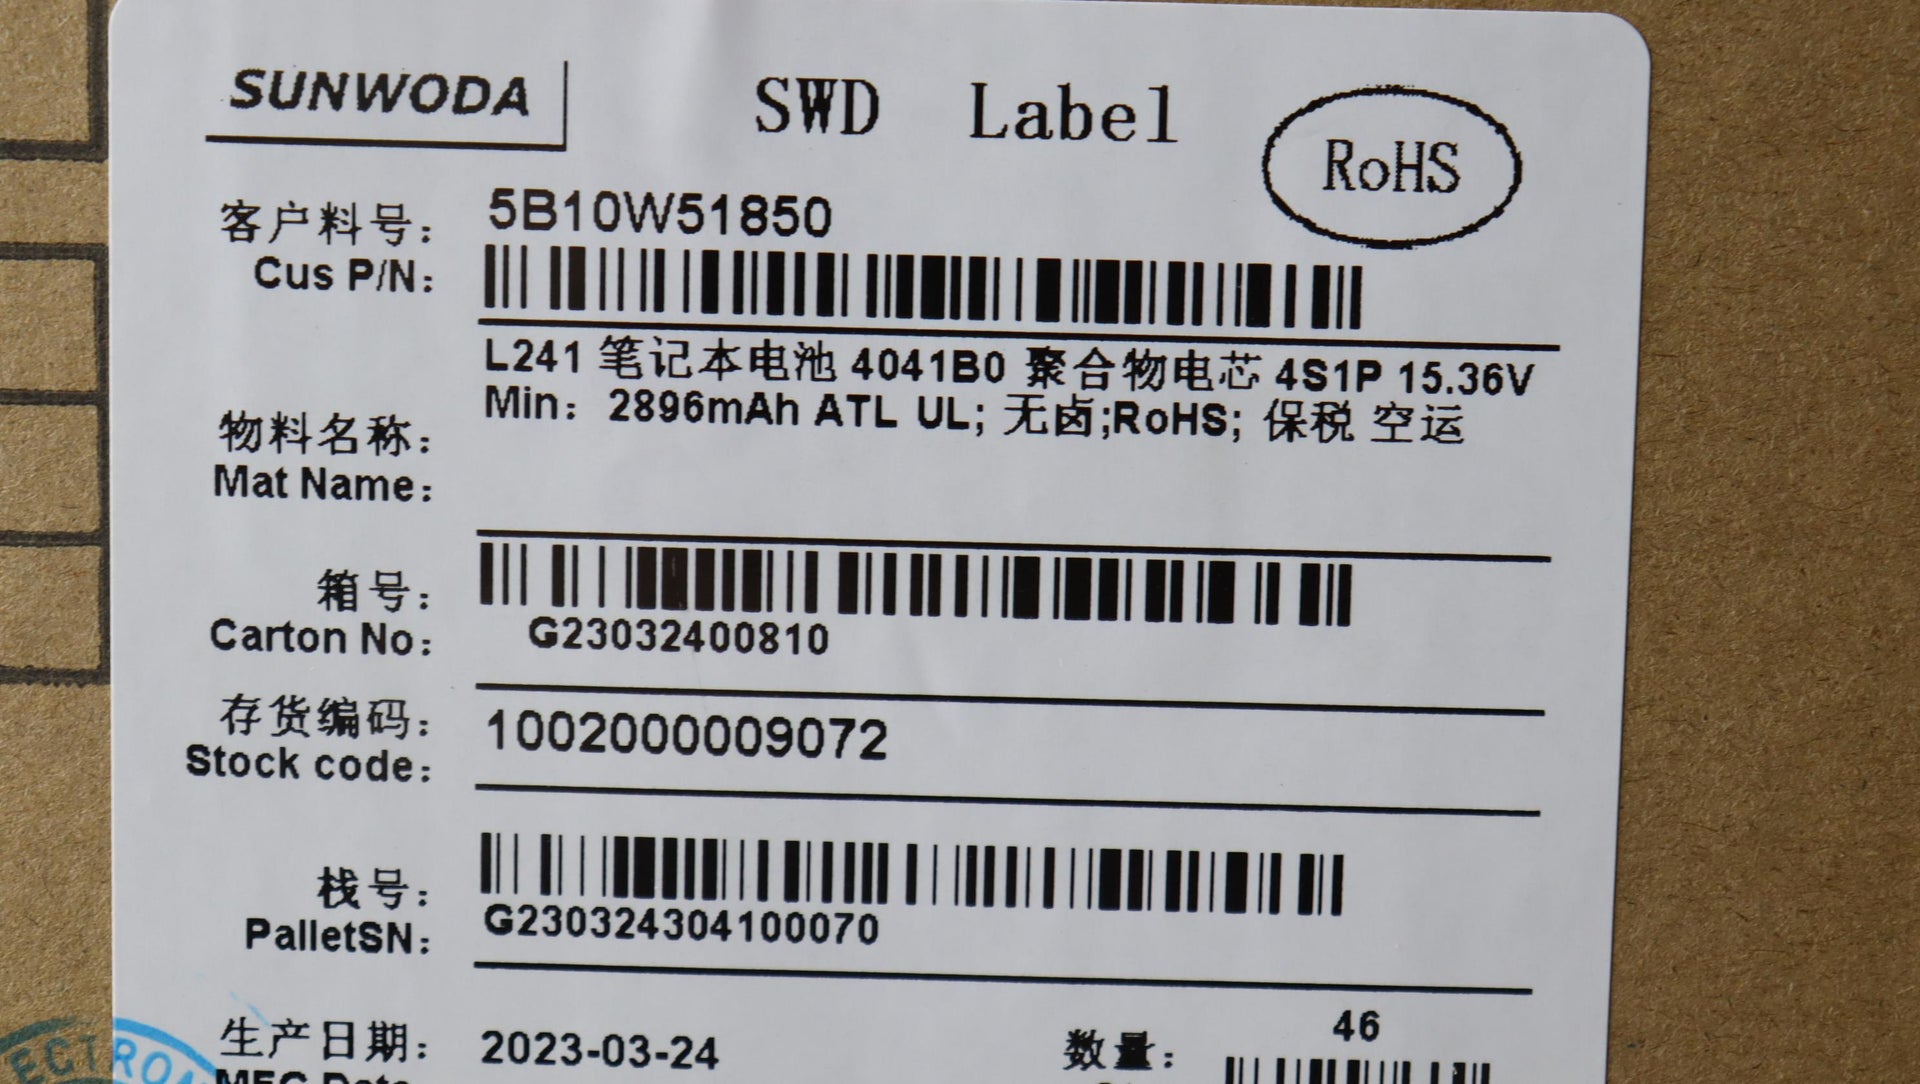 SUNWODA
SWD Label
RoHS
客户料号: 5B10W51850
Cus P/N:
L241 笔记本电池 4041B0 聚合物电芯 4S1P 15.36V
Min: 2896mAh ATL UL; 无卤;RoHS; 保税 空运
物料名称:
Mat Name:
箱号:
Carton No: G23032400810
存货编码: 1002000009072
Stock code:
栈号:
PalletSN: G230324304100070
生产日期: 2023-03-24
数量: 46
MFG Date